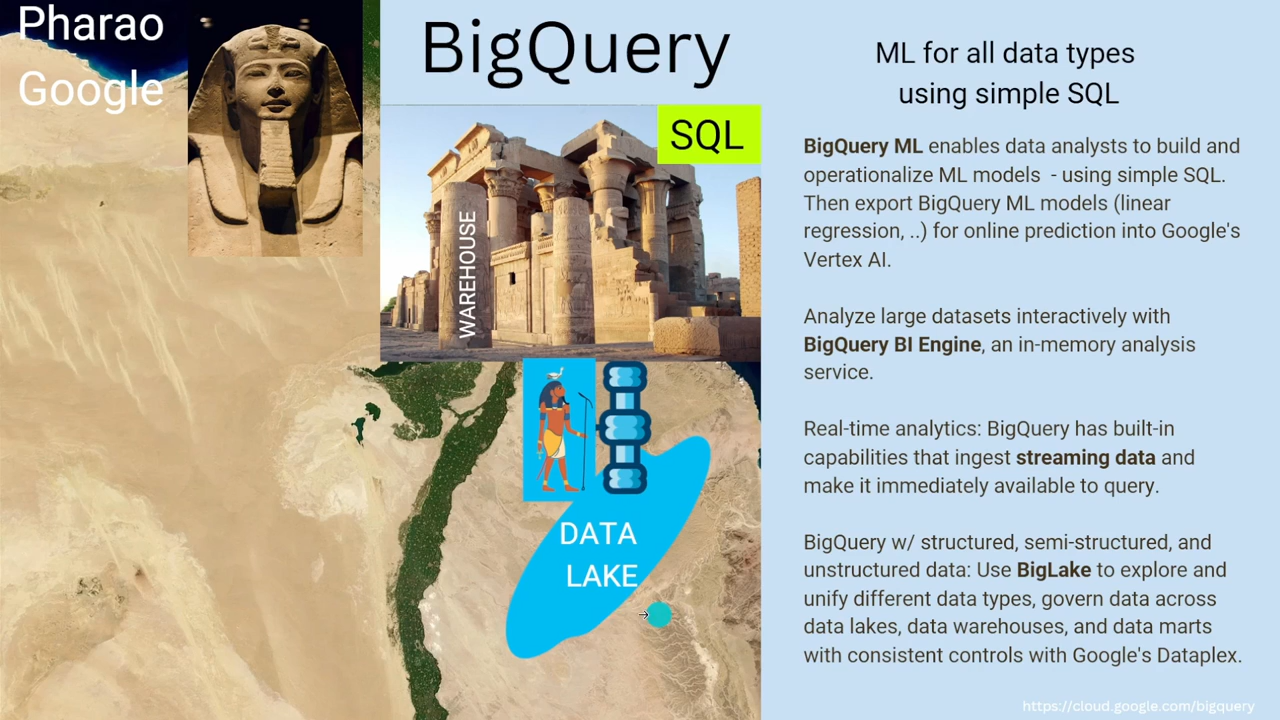 Pharao
Google
BigQuery
SQL
WAREHOUSE
DATA
LAKE
ML for all data types
using simple SQL
BigQuery ML enables data analysts to build and
operationalize ML models - using simple SQL.
Then export BigQuery ML models (linear
regression, ..) for online prediction into Google's
Vertex AI.
Analyze large datasets interactively with
BigQuery BI Engine, an in-memory analysis
service.
Real-time analytics: BigQuery has built-in
capabilities that ingest streaming data and
make it immediately available to query.
BigQuery w/ structured, semi-structured, and
unstructured data: Use BigLake to explore and
unify different data types, govern data across
data lakes, data warehouses, and data marts
with consistent controls with Google's Dataplex.
https://cloud.google.com/bigquery